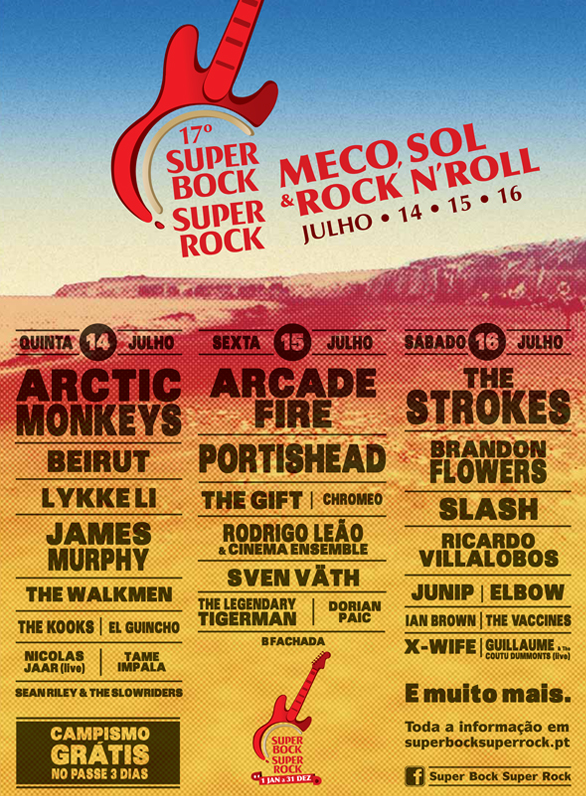 17º
SUPER
BOCK
SUPER
ROCK
MECO, SOL
& ROCK N'ROLL
JULHO • 14 • 15 • 16
QUINTA 14 JULHO
ARCTIC
MONKEYS
BEIRUT
LYKKE LI
JAMES
MURPHY
THE WALKMEN
THE KOOKS | EL GUINCHO
NICOLAS
JAAR (live)
TAME
IMPALA
SEAN RILEY & THE SLOWRIDERS
CAMPISMO
GRÁTIS
NO PASSE 3 DIAS
SEXTA 15 JULHO
ARCADE
FIRE
PORTISHEAD
THE GIFT | CHROMEO
RODRIGO LEÃO
& CINEMA ENSEMBLE
SVEN VÄTH
THE LEGENDARY
TIGERMAN
DORIAN
PAIC
B FACHADA
SUPER
BOCK
SUPER
ROCK
1 JAN a 31 DEZ
SÁBADO 16 JULHO
THE
STROKES
BRANDON
FLOWERS
SLASH
RICARDO
VILLALOBOS
JUNIP | ELBOW
IAN BROWN | THE VACCINES
X-WIFE
GUILLAUME & The
COUTU DUMMONTS (live)
E muito mais.
Toda a informação em
superbocksuperrock.pt
f Super Bock Super Rock